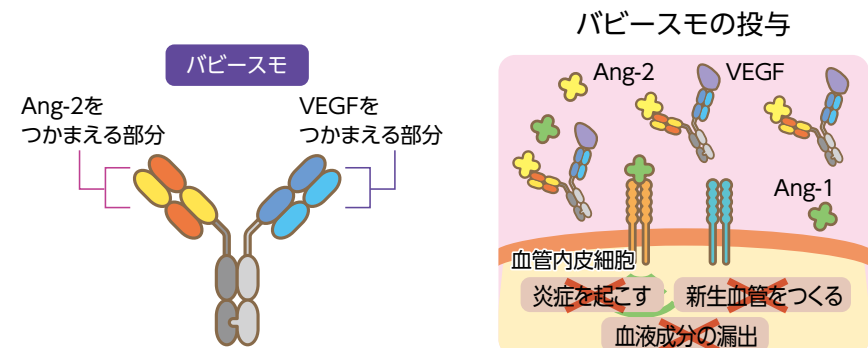 バビースモ
Ang-2を
つかまえる部分
VEGFを
つかまえる部分
バビースモの投与
Ang-2
VEGF
Ang-1
血管内皮細胞
炎症を起こす
新生血管をつくる
血液成分の漏出